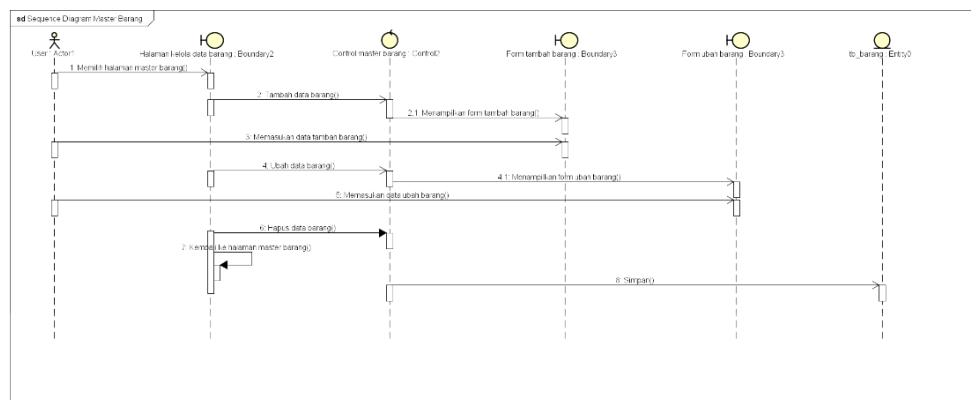 sd Sequence Diagram Master Barang
User : Actor1
Halaman kelola data barang : Boundary2
Control master barang : Control2
Form tambah barang : Boundary3
Form ubah barang : Boundary3
tb_barang : Entity3
1: Memilih halaman master barang()
2: Tambah data barang()
2.1: Menampilkan form tambah barang()
3: Memasukan data tambah barang()
4: Ubah data barang()
4.1: Menampilkan form ubah barang()
5: Memasukan data ubah barang()
6: Hapus data barang()
7: Kembali ke halaman master barang()
8: Simpan()